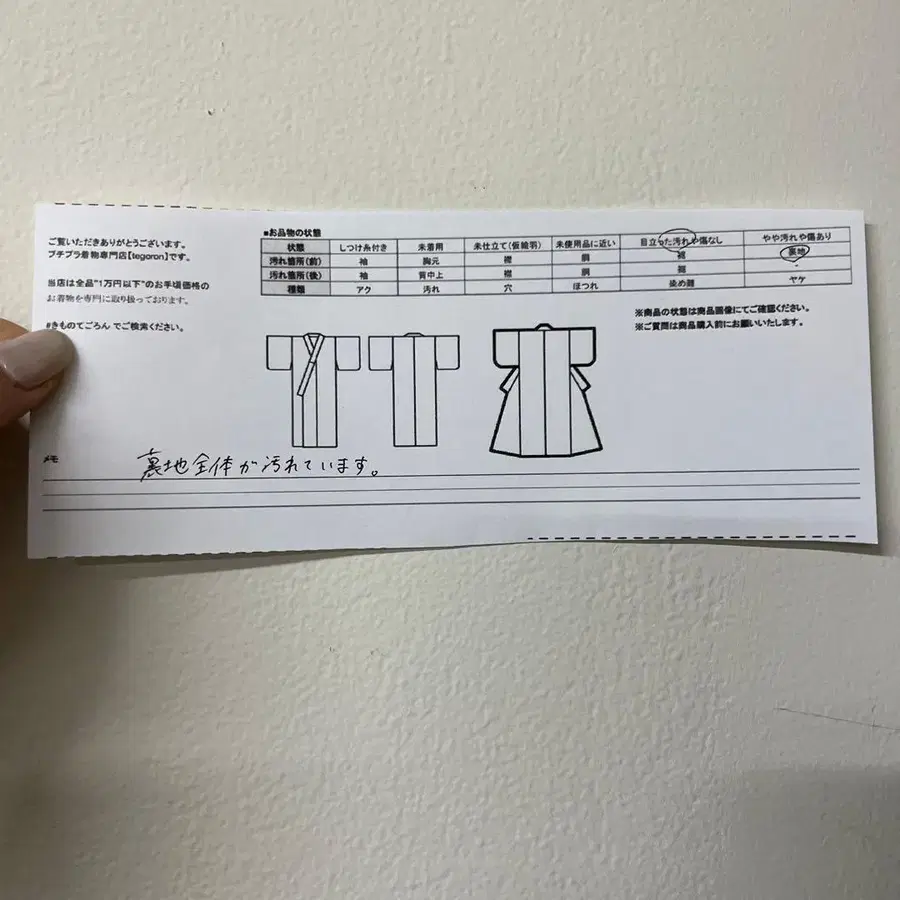 ご覧いただきありがとうございます。
プチプラ着物専門店【tegoron】です。
当店は全品"1万円以下"のお手頃価格の
お着物を専門に取り扱っております。
#きものてごろん でご検索ください。
■お品物の状態
状態 しつけ糸付き 未着用 未仕立て(仮絵羽) 未使用品に近い 目立った汚れや傷なし やや汚れや傷あり
汚れ箇所(前) 袖 胸元 襟 胴 裾 裏地
汚れ箇所(後) 袖 背中上 襟 胴 裾 -
種類 アク 汚れ 穴 ほつれ 染め難 ヤケ
※商品の状態は商品画像にてご確認ください。
※ご質問は商品購入前にお願いいたします。
メモ 裏地全体が汚れています。